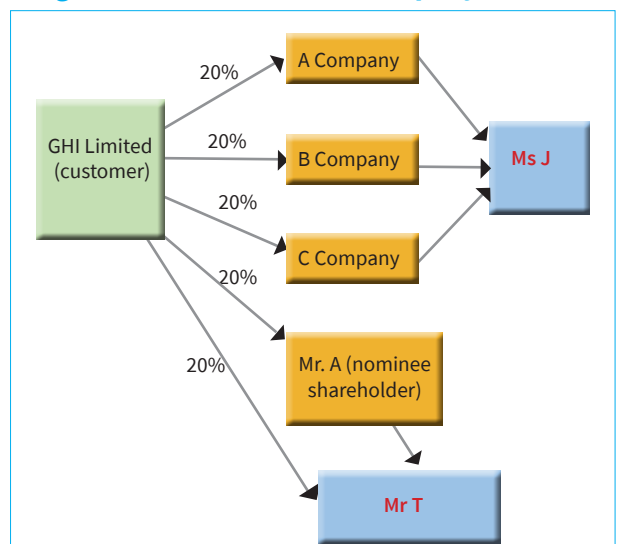 20%
A Company
GHI Limited
(customer)
20%
B Company
Ms J
20%
C Company
20%
Mr. A (nominee
shareholder)
20%
Mr T